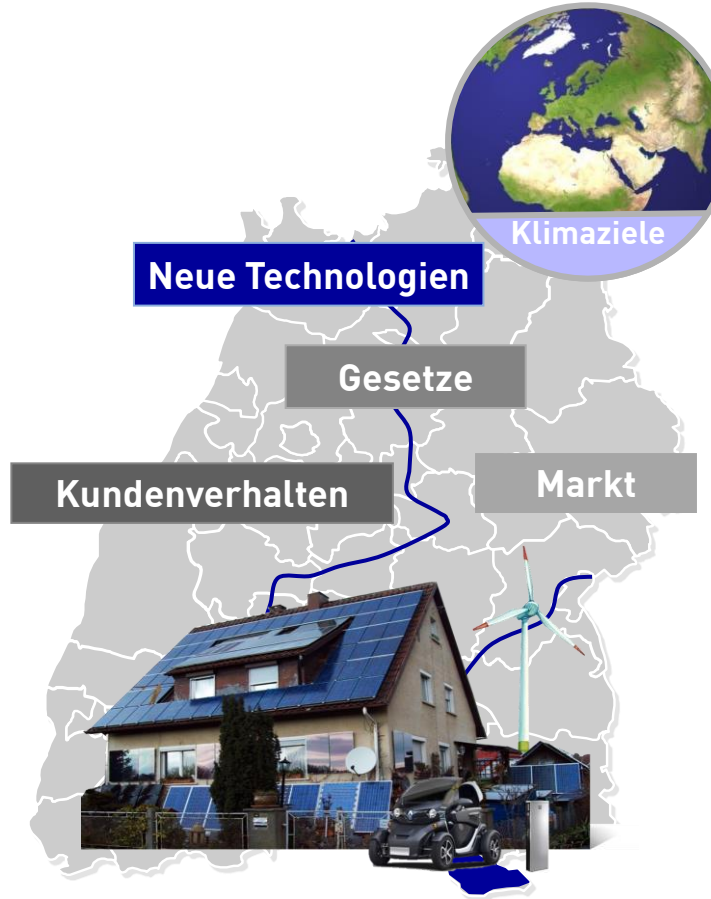 Klimaziele
Neue Technologien
Gesetze
Markt
Kundenverhalten